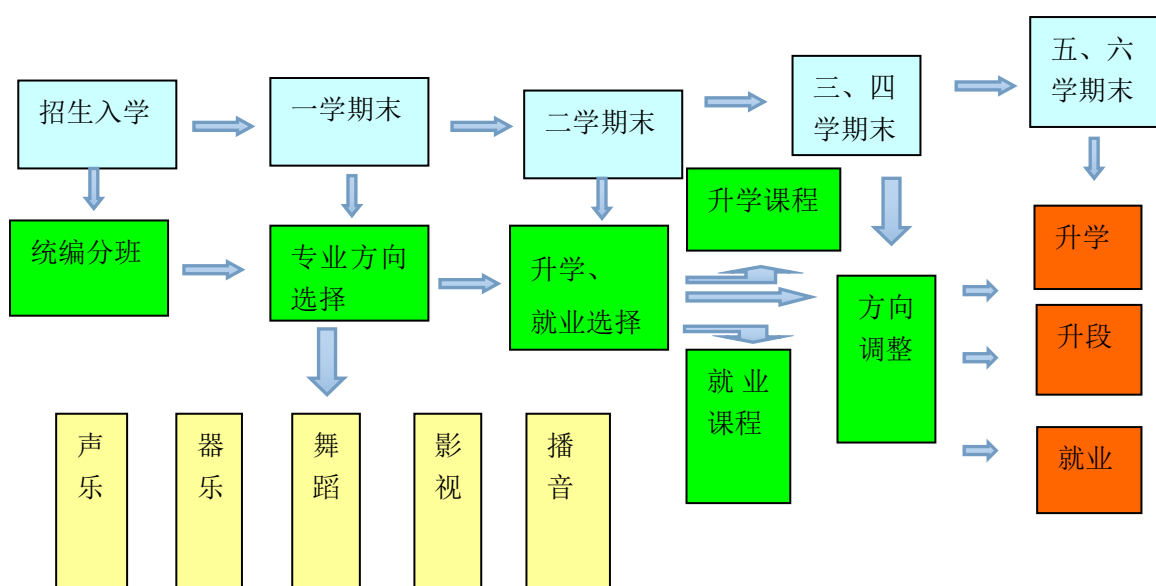 招生入学
一学期末
二学期末
三、四
学期末
五、六
学期末
统编分班
专业方向
选择
升学、
就业选择
升学课程
就 业
课程
方向
调整
升学
升段
就业
声
乐
器
乐
舞
蹈
影
视
播
音